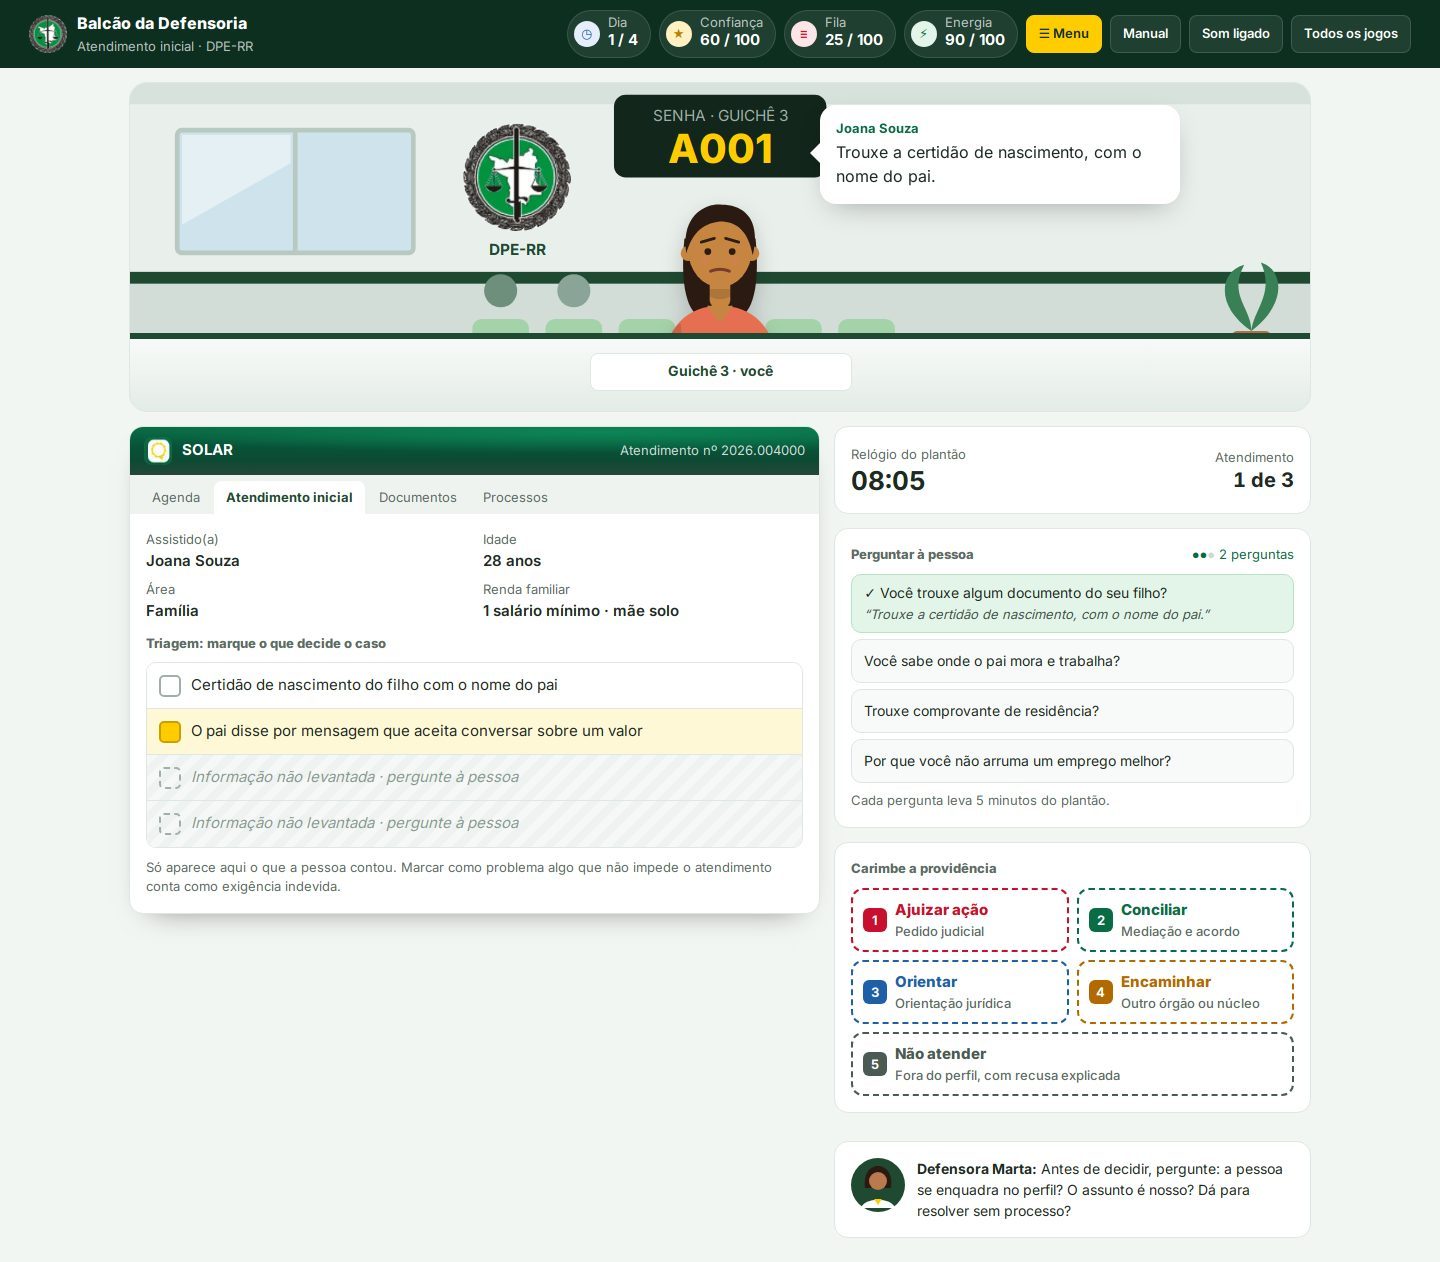 Balcão da Defensoria
Atendimento inicial · DPE-RR
Dia
1 / 4
Confiança
60 / 100
Fila
25 / 100
Energia
90 / 100
☰ Menu
Manual
Som ligado
Todos os jogos
SENHA · GUICHÊ 3
A001
Joana Souza
Trouxe a certidão de nascimento, com o
nome do pai.
DPE-RR
Guichê 3 · você
SOLAR
Atendimento nº 2026.004000
Agenda
Atendimento inicial
Documentos
Processos
Assistido(a)
Joana Souza
Idade
28 anos
Área
Família
Renda familiar
1 salário mínimo · mãe solo
Triagem: marque o que decide o caso
Certidão de nascimento do filho com o nome do pai
O pai disse por mensagem que aceita conversar sobre um valor
Informação não levantada · pergunte à pessoa
Informação não levantada · pergunte à pessoa
Só aparece aqui o que a pessoa contou. Marcar como problema algo que não impede o atendimento
conta como exigência indevida.
Relógio do plantão
08:05
Atendimento
1 de 3
Perguntar à pessoa
2 perguntas
✓ Você trouxe algum documento do seu filho?
“Trouxe a certidão de nascimento, com o nome do pai.”
Você sabe onde o pai mora e trabalha?
Trouxe comprovante de residência?
Por que você não arruma um emprego melhor?
Cada pergunta leva 5 minutos do plantão.
Carimbe a providência
1
Ajuizar ação
Pedido judicial
2
Conciliar
Mediação e acordo
3
Orientar
Orientação jurídica
4
Encaminhar
Outro órgão ou núcleo
5
Não atender
Fora do perfil, com recusa explicada
Defensora Marta: Antes de decidir, pergunte: a pessoa
se enquadra no perfil? O assunto é nosso? Dá para
resolver sem processo?